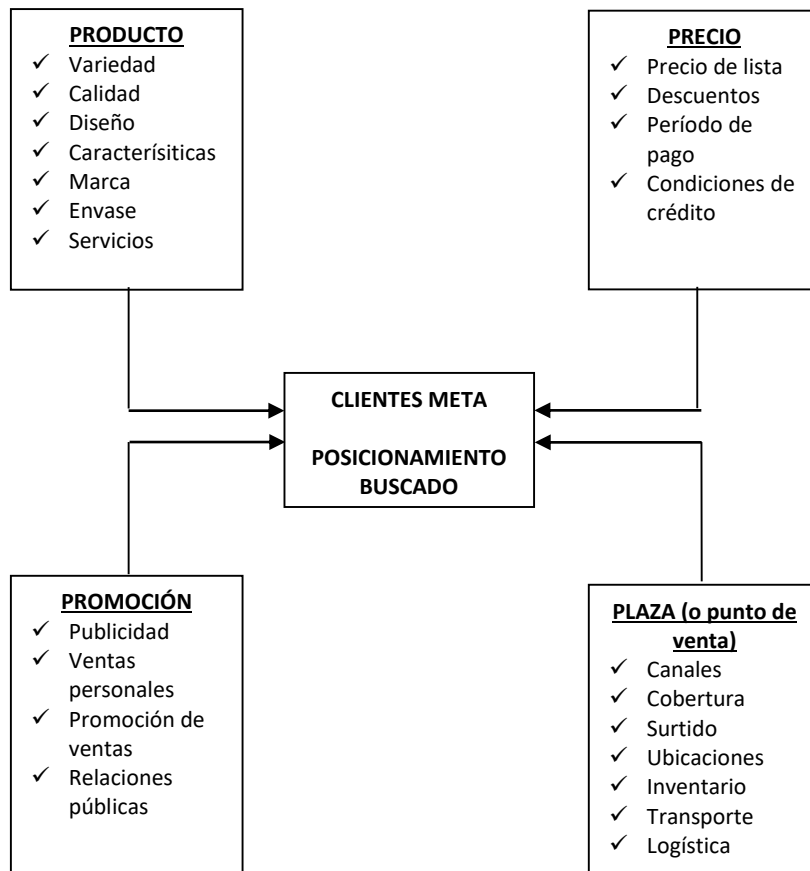 PRODUCTO
✓ Variedad
✓ Calidad
✓ Diseño
✓ Caracterísiticas
✓ Marca
✓ Envase
✓ Servicios
PRECIO
✓ Precio de lista
✓ Descuentos
✓ Período de
pago
✓ Condiciones de
crédito
CLIENTES META
POSICIONAMIENTO
BUSCADO
PROMOCIÓN
✓ Publicidad
✓ Ventas
personales
✓ Promoción de
ventas
✓ Relaciones
públicas
PLAZA (o punto de
venta)
✓ Canales
✓ Cobertura
✓ Surtido
✓ Ubicaciones
✓ Inventario
✓ Transporte
✓ Logística